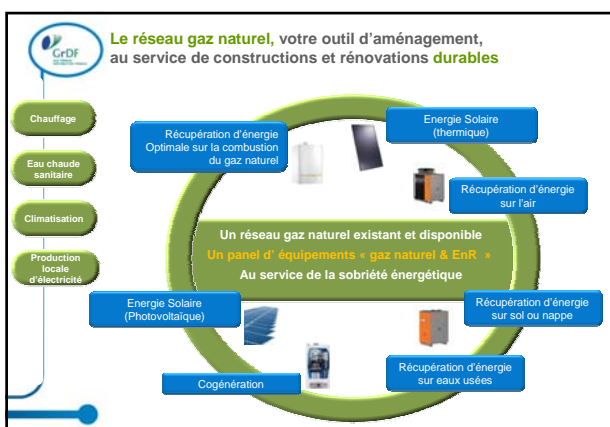 Le réseau gaz naturel, votre outil d'aménagement,
au service de constructions et rénovations durables
GrDF
Chauffage
Eau chaude
sanitaire
Climatisation
Production
locale
d'électricité
Récupération d'énergie
Optimale sur la combustion
du gaz naturel
Energie Solaire
(thermique)
Récupération d'énergie
sur l'air
Un réseau gaz naturel existant et disponible
Un panel d' équipements « gaz naturel & EnR »
Au service de la sobriété énergétique
Energie Solaire
(Photovoltaïque)
Récupération d'énergie
sur sol ou nappe
Cogénération
Récupération d'énergie
sur eaux usées